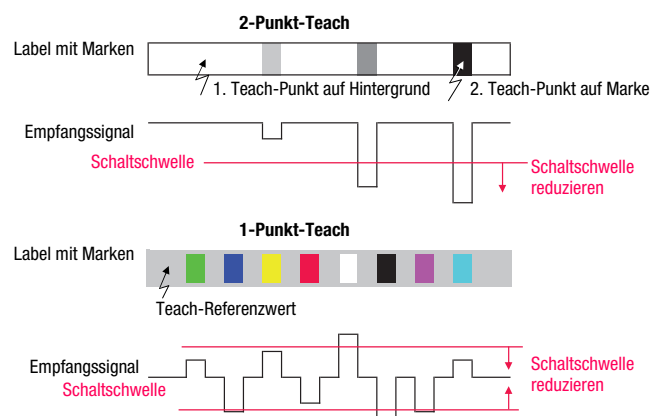 2-Punkt-Teach
Label mit Marken
1. Teach-Punkt auf Hintergrund
2. Teach-Punkt auf Marke
Empfangssignal
Schaltschwelle
Schaltschwelle
reduzieren
1-Punkt-Teach
Label mit Marken
Teach-Referenzwert
Empfangssignal
Schaltschwelle
Schaltschwelle
reduzieren